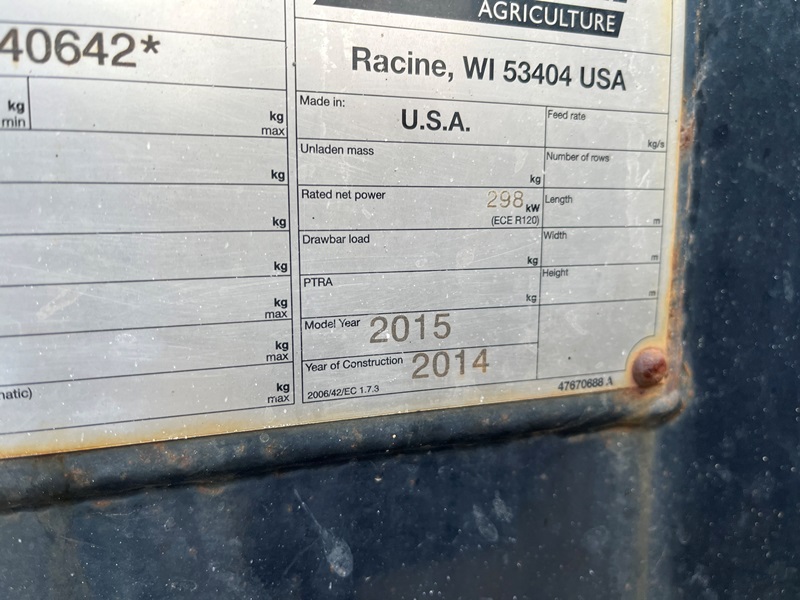 AGRICULTURE
Racine, WI 53404 USA
40642*
kg
min
kg
max
kg
kg
kg
kg
max
kg
max
kg
max
Made in:
U.S.A.
Unladen mass
kg
Rated net power
298 kW
(ECE R120)
Drawbar load
kg
PTRA
kg
Model Year 2015
Year of Construction 2014
2006/42/EC 1.7.3
Feed rate
kg/s
Number of rows
Length
m
Width
m
Height
m
47670688 A